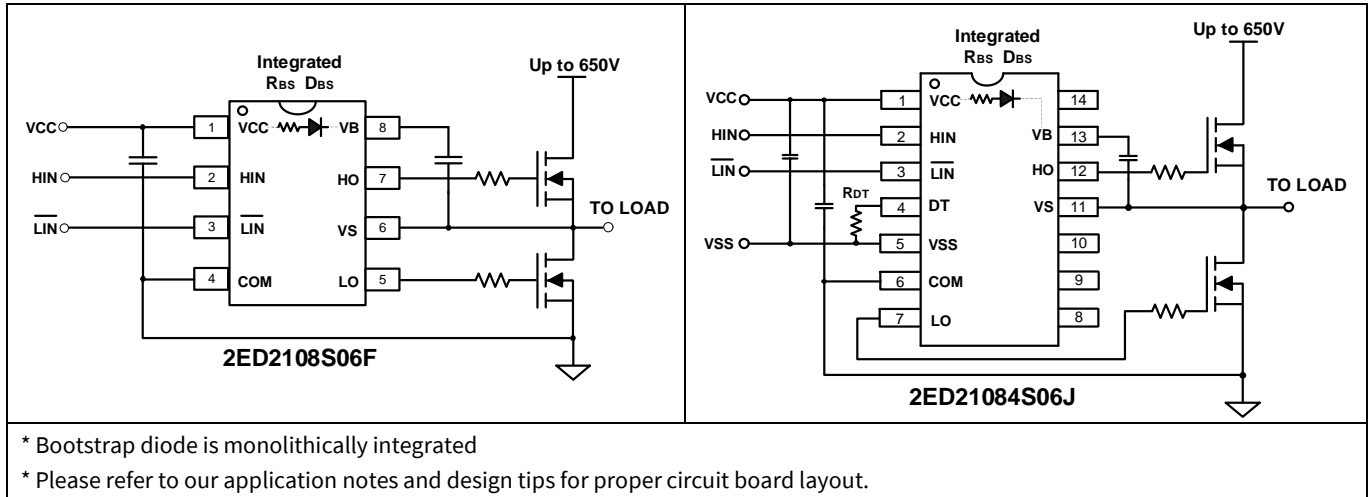 Integrated
RBS DBS
Up to 650V
VCC
1
VCC
VB
8
HIN
2
HIN
HO
7
TO LOAD
LIN
3
LIN
VS
6
4
COM
LO
5
2ED2108S06F
Integrated
RBS DBS
Up to 650V
VCC
1
VCC
14
HIN
2
HIN
VB
13
LIN
3
LIN
HO
12
TO LOAD
RDT
4
DT
VS
11
VSS
5
VSS
10
6
COM
9
7
LO
8
2ED21084S06J
* Bootstrap diode is monolithically integrated
* Please refer to our application notes and design tips for proper circuit board layout.